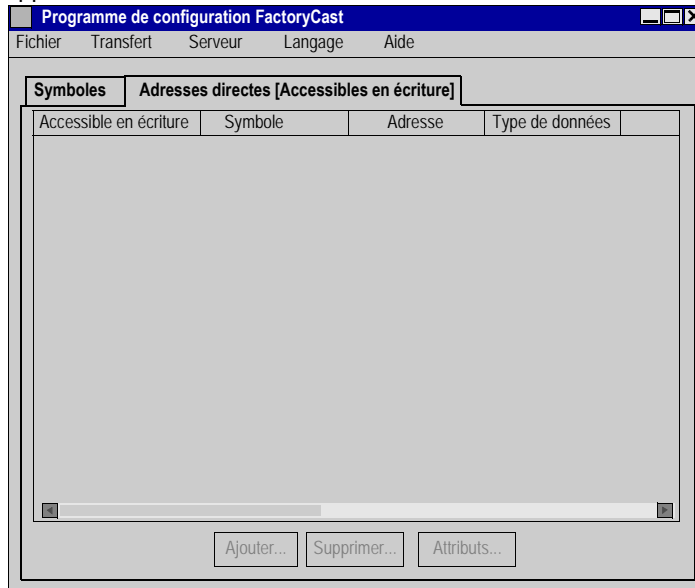 Programme de configuration FactoryCast
Fichier Transfert Serveur Langage Aide
Symboles Adresses directes [Accessibles en écriture]
Accessible en écriture Symbole Adresse Type de données
Ajouter... Supprimer... Attributs...